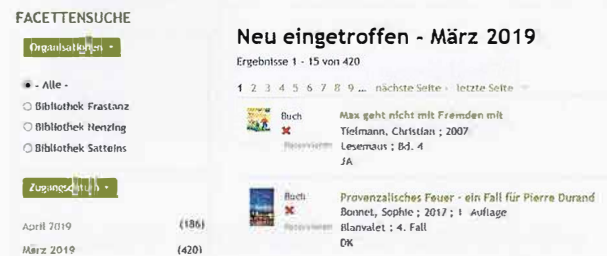 FACETTENSUCHE
Organisationen
- Alle -
Bibliothek Frastanz
Bibliothek Nenzing
Bibliothek Satteins
Zugangsdatum
April 2019 (186)
März 2019 (420)
Neu eingetroffen - März 2019
Ergebnisse 1 - 15 von 420
1 2 3 4 5 6 7 8 9 ... nächste Seite › letzte Seite
Buch
Reservieren
Max geht nicht mit Fremden mit
Tielmann, Christian ; 2007
Lesemaus ; Bd. 4
JA
Buch
Reservieren
Provenzalisches Feuer - ein Fall für Pierre Durand
Bonnet, Sophie ; 2017 ; 1. Auflage
Blanvalet ; 4. Fall
DK